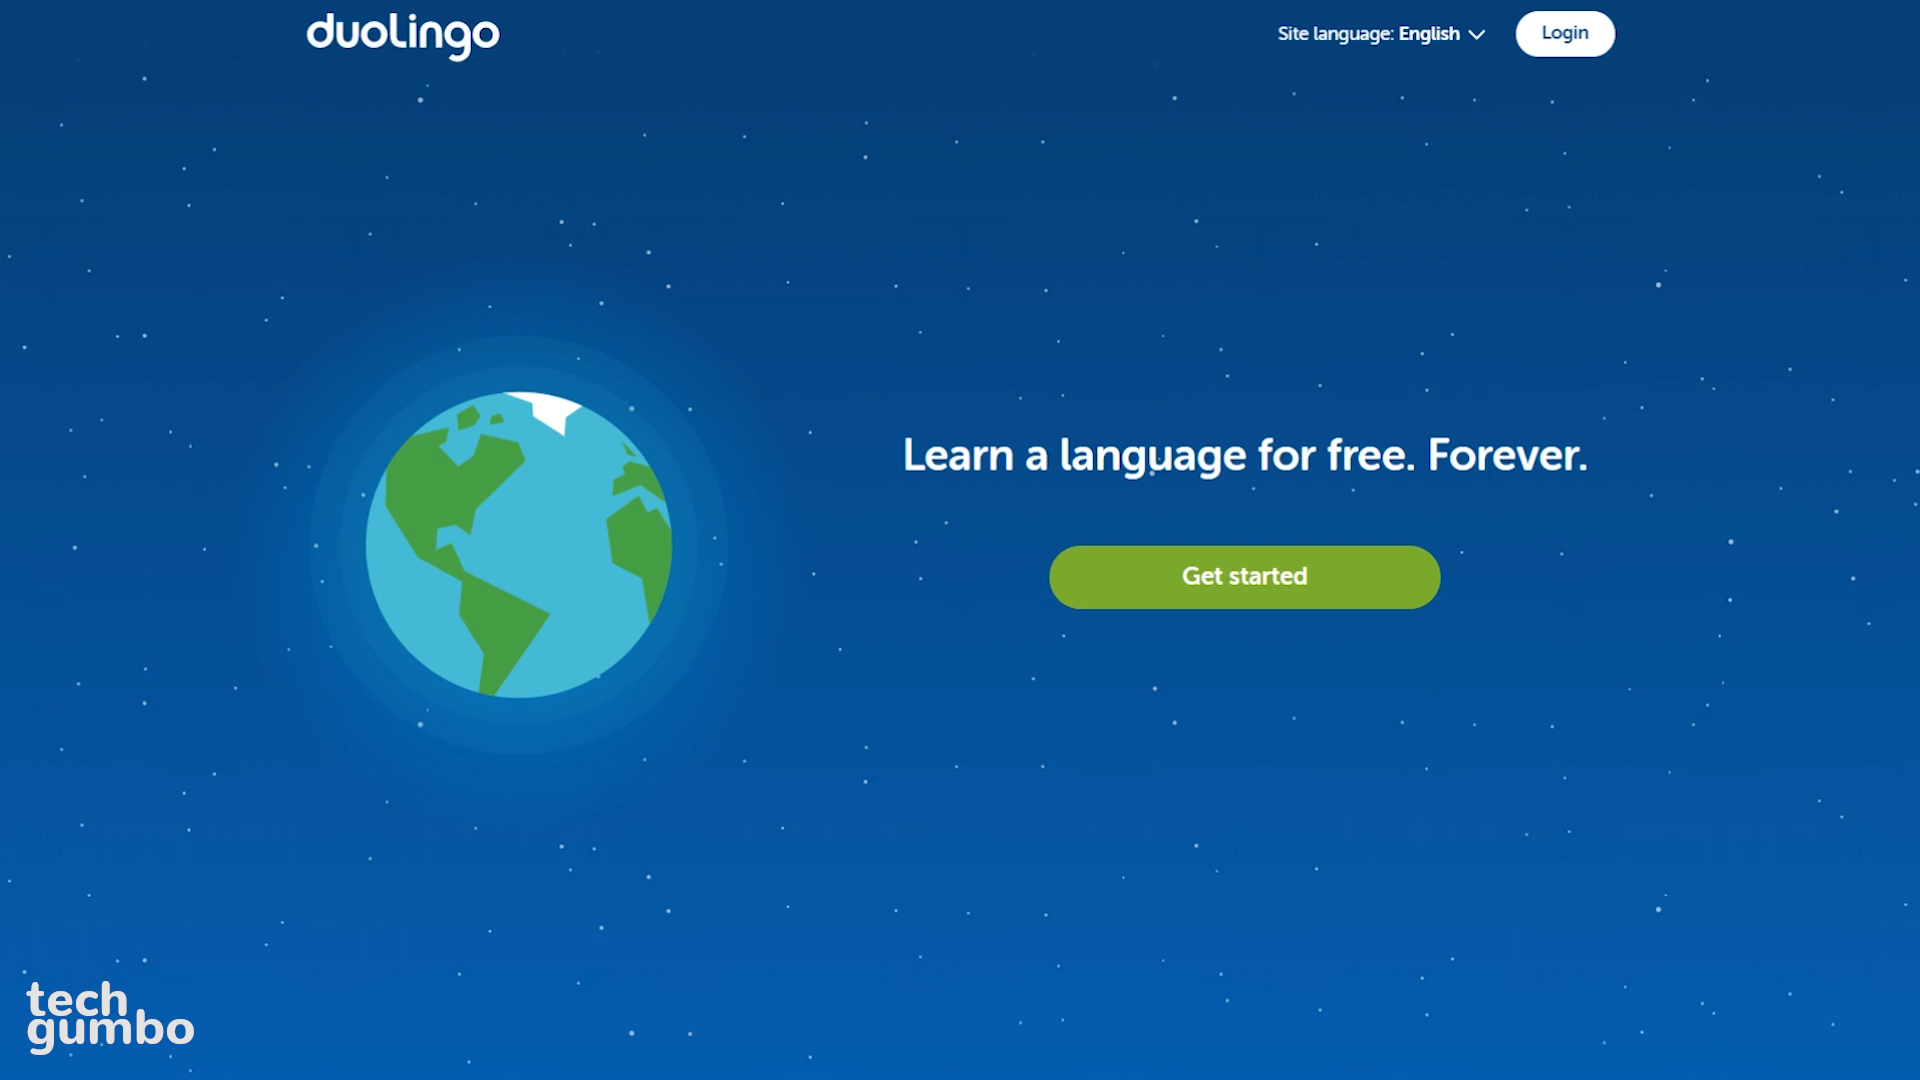 duolingo
Site language: English
Login
Learn a language for free. Forever.
Get started
tech
gumbo